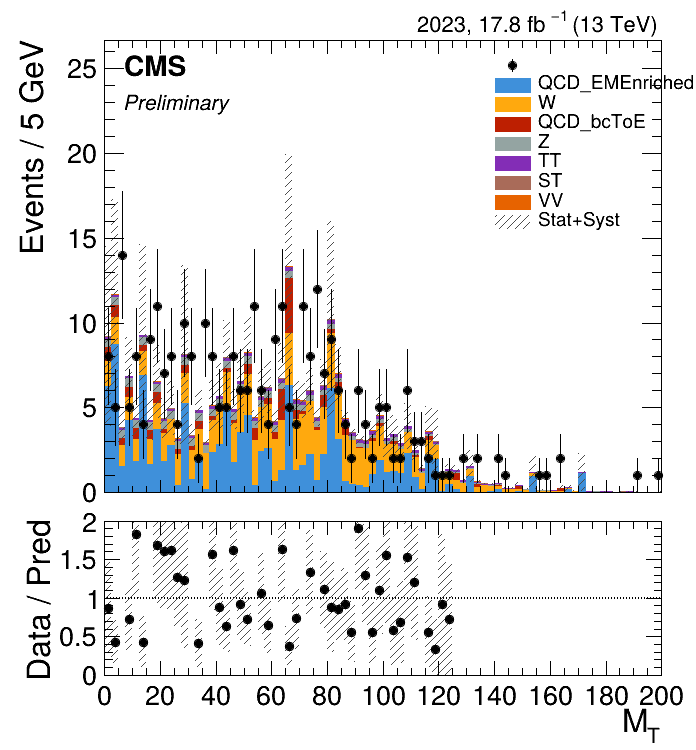 2023, 17.8 fb⁻¹ (13 TeV)
CMS
Preliminary
Events / 5 GeV
25
20
15
10
5
0
QCD_EMEnriched
W
QCD_bcToE
Z
TT
ST
VV
Stat+Syst
Data / Pred
2
1.5
1
0.5
0
0 20 40 60 80 100 120 140 160 180 200
M_T